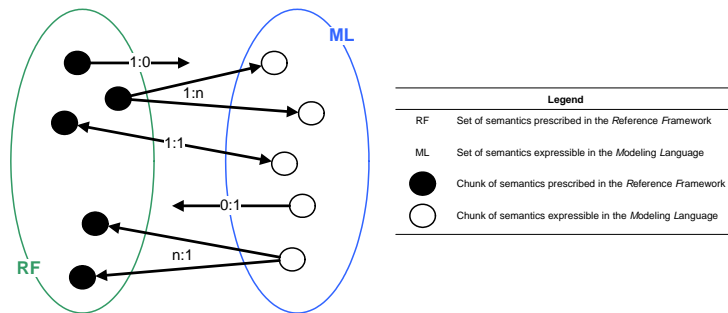 ML
1:0
1:n
1:1
0:1
n:1
RF
Legend
RF Set of semantics prescribed in the Reference Framework
ML Set of semantics expressible in the Modeling Language
Chunk of semantics prescribed in the Reference Framework
Chunk of semantics expressible in the Modeling Language